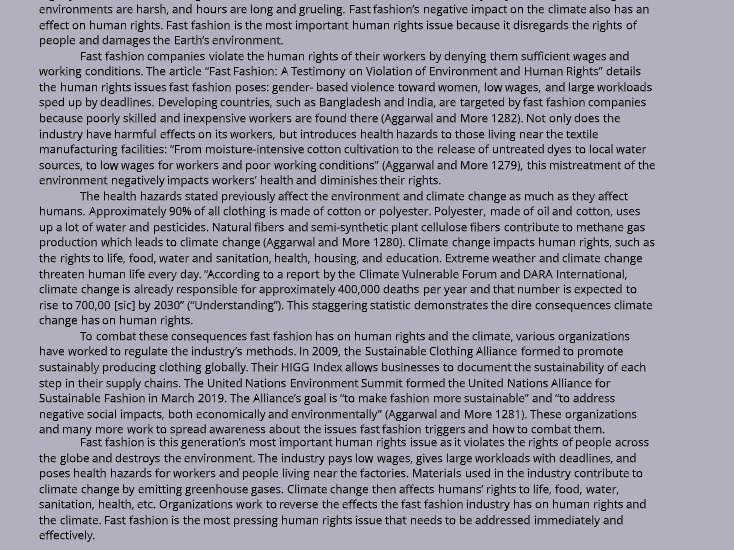 environments are harsh, and hours are long and grueling. Fast fashion's negative impact on the climate also has an
effect on human rights. Fast fashion is the most important human rights issue because it disregards the rights of
people and damages the Earth's environment.
Fast fashion companies violate the human rights of their workers by denying them sufficient wages and
working conditions. The article "Fast Fashion: A Testimony on Violation of Environment and Human Rights" details
the human rights issues fast fashion poses: gender- based violence toward women, low wages, and large workloads
sped up by deadlines. Developing countries, such as Bangladesh and India, are targeted by fast fashion companies
because poorly skilled and inexpensive workers are found there (Aggarwal and More 1282). Not only does the
industry have harmful effects on its workers, but introduces health hazards to those living near the textile
manufacturing facilities: "From moisture-intensive cotton cultivation to the release of untreated dyes to local water
sources, to low wages for workers and poor working conditions" (Aggarwal and More 1279), this mistreatment of the
environment negatively impacts workers' health and diminishes their rights.
The health hazards stated previously affect the environment and climate change as much as they affect
humans. Approximately 90% of all clothing is made of cotton or polyester. Polyester, made of oil and cotton, uses
up a lot of water and pesticides. Natural fibers and semi-synthetic plant cellulose fibers contribute to methane gas
production which leads to climate change (Aggarwal and More 1280). Climate change impacts human rights, such as
the rights to life, food, water and sanitation, health, housing, and education. Extreme weather and climate change
threaten human life every day. "According to a report by the Climate Vulnerable Forum and DARA International,
climate change is already responsible for approximately 400,000 deaths per year and that number is expected to
rise to 700,00 [sic] by 2030" ("Understanding"). This staggering statistic demonstrates the dire consequences climate
change has on human rights.
To combat these consequences fast fashion has on human rights and the climate, various organizations
have worked to regulate the industry's methods. In 2009, the Sustainable Clothing Alliance formed to promote
sustainably producing clothing globally. Their HIGG Index allows businesses to document the sustainability of each
step in their supply chains. The United Nations Environment Summit formed the United Nations Alliance for
Sustainable Fashion in March 2019. The Alliance's goal is "to make fashion more sustainable" and "to address
negative social impacts, both economically and environmentally" (Aggarwal and More 1281). These organizations
and many more work to spread awareness about the issues fast fashion triggers and how to combat them.
Fast fashion is this generation's most important human rights issue as it violates the rights of people across
the globe and destroys the environment. The industry pays low wages, gives large workloads with deadlines, and
poses health hazards for workers and people living near the factories. Materials used in the industry contribute to
climate change by emitting greenhouse gases. Climate change then affects humans' rights to life, food, water,
sanitation, health, etc. Organizations work to reverse the effects the fast fashion industry has on human rights and
the climate. Fast fashion is the most pressing human rights issue that needs to be addressed immediately and
effectively.